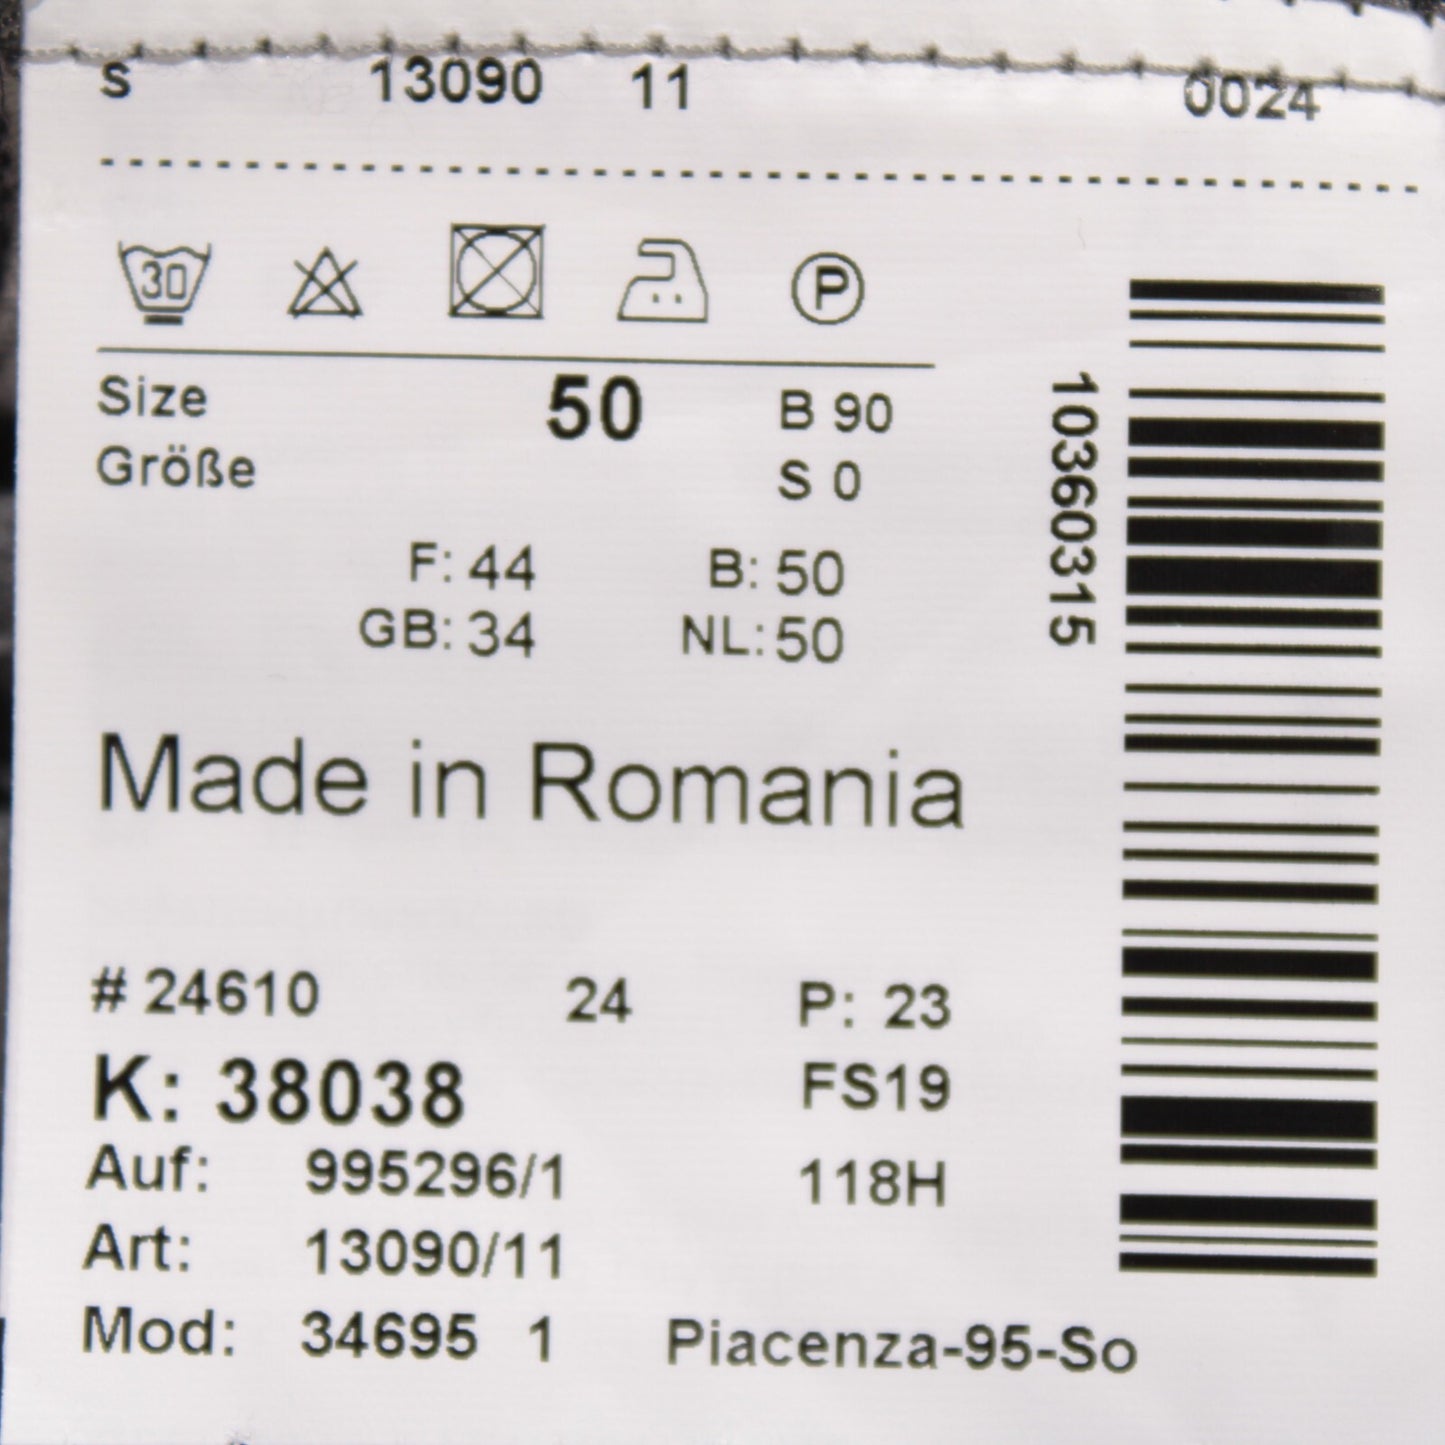 S 13090 11 0024
30 P
Size 50 B 90
Größe S 0
F: 44 B: 50
GB: 34 NL: 50
10360315
Made in Romania
# 24610 24 P: 23
K: 38038 FS19
Auf: 995296/1 118H
Art: 13090/11
Mod: 34695 1 Piacenza-95-So